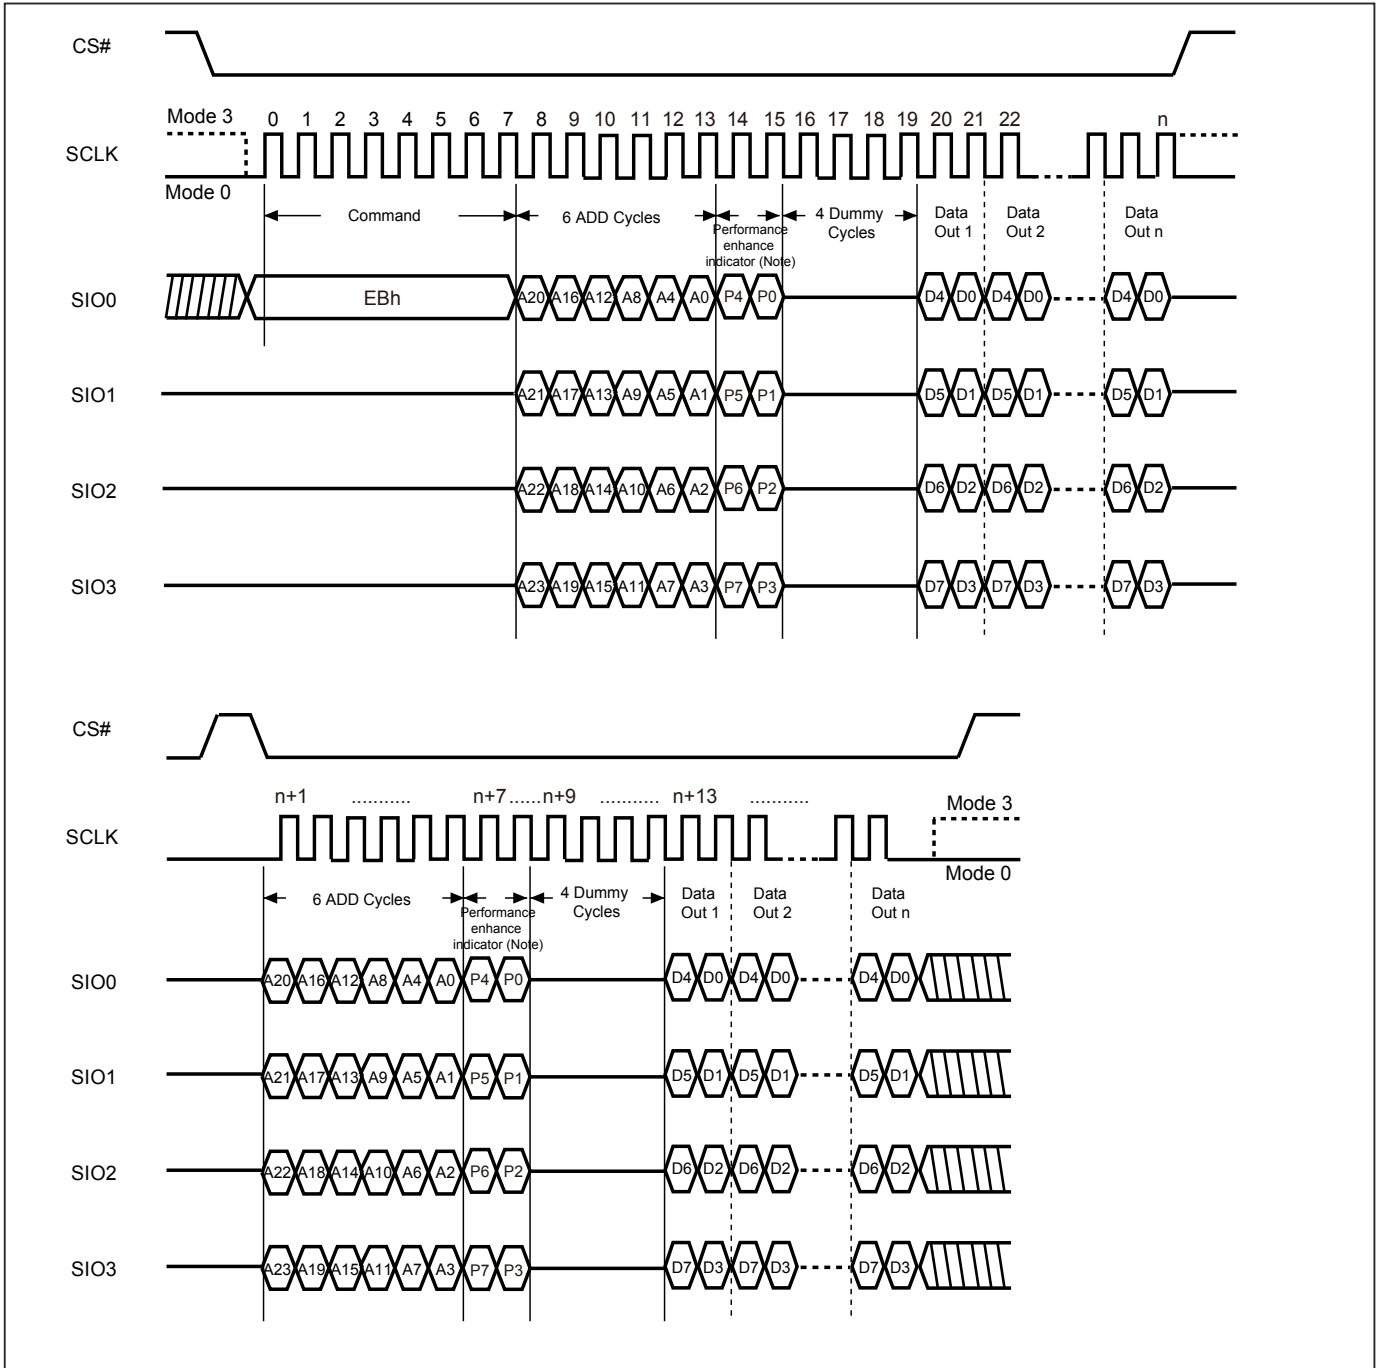 CS#
Mode 3
0 1 2 3 4 5 6 7 8 9 10 11 12 13 14 15 16 17 18 19 20 21 22 n
SCLK
Mode 0
Command
6 ADD Cycles
Performance
enhance
indicator (Note)
4 Dummy
Cycles
Data
Out 1
Data
Out 2
Data
Out n
SIO0 EBh A20 A16 A12 A8 A4 A0 P4 P0 D4 D0 D4 D0 D4 D0
SIO1 A21 A17 A13 A9 A5 A1 P5 P1 D5 D1 D5 D1 D5 D1
SIO2 A22 A18 A14 A10 A6 A2 P6 P2 D6 D2 D6 D2 D6 D2
SIO3 A23 A19 A15 A11 A7 A3 P7 P3 D7 D3 D7 D3 D7 D3
CS#
n+1 ........... n+7......n+9 ........... n+13 ...........
Mode 3
SCLK
Mode 0
6 ADD Cycles
Performance
enhance
indicator (Note)
4 Dummy
Cycles
Data
Out 1
Data
Out 2
Data
Out n
SIO0 A20 A16 A12 A8 A4 A0 P4 P0 D4 D0 D4 D0 D4 D0
SIO1 A21 A17 A13 A9 A5 A1 P5 P1 D5 D1 D5 D1 D5 D1
SIO2 A22 A18 A14 A10 A6 A2 P6 P2 D6 D2 D6 D2 D6 D2
SIO3 A23 A19 A15 A11 A7 A3 P7 P3 D7 D3 D7 D3 D7 D3